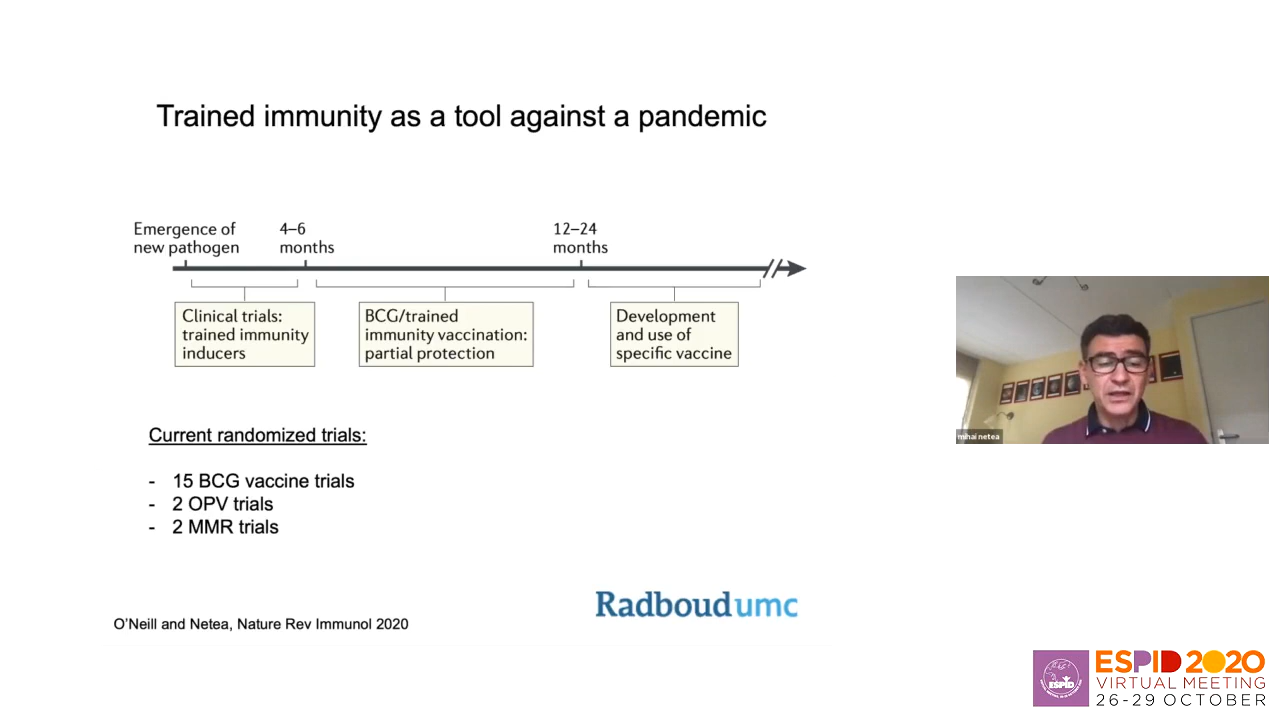 Trained immunity as a tool against a pandemic
Emergence of
new pathogen
4–6
months
12–24
months
Clinical trials:
trained immunity
inducers
BCG/trained
immunity vaccination:
partial protection
Development
and use of
specific vaccine
Current randomized trials:
- 15 BCG vaccine trials
- 2 OPV trials
- 2 MMR trials
Radboudumc
O'Neill and Netea, Nature Rev Immunol 2020
mihai netea
ESPID
ESPID 2020
VIRTUAL MEETING
26-29 OCTOBER